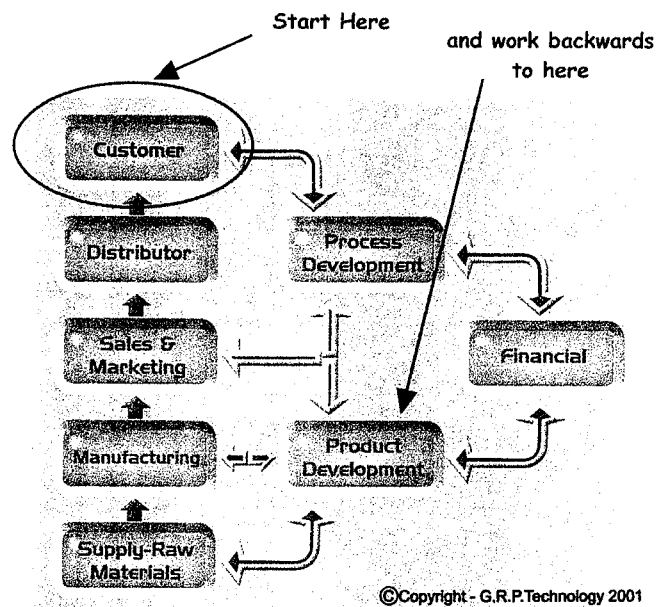 Start Here
and work backwards
to here
Customer
Distributor
Process
Development
Sales &
Marketing
Financial
Manufacturing
Product
Development
Supply-Raw
Materials
©Copyright - G.R.P.Technology 2001